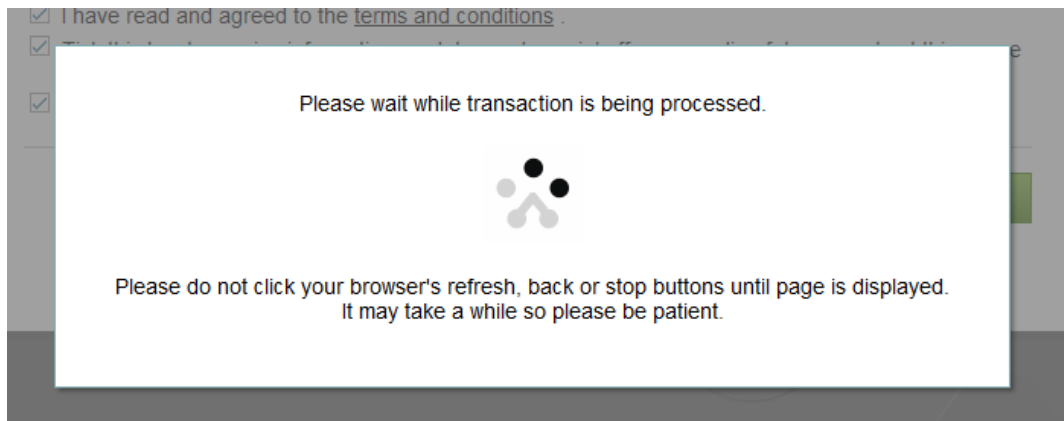 I have read and agreed to the terms and conditions .
e
Please wait while transaction is being processed.
Please do not click your browser's refresh, back or stop buttons until page is displayed.
It may take a while so please be patient.